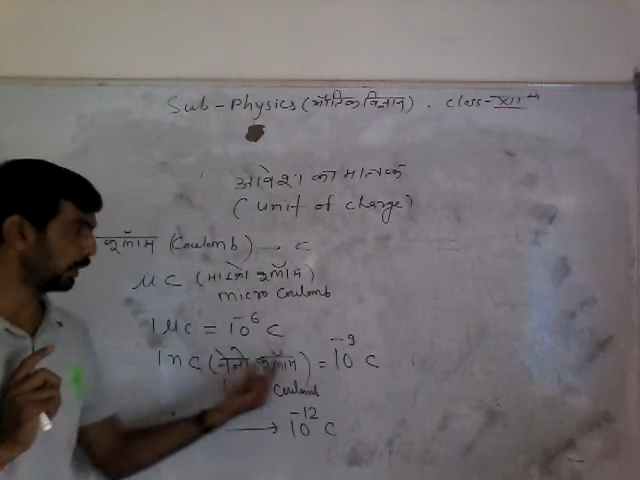 Sub - Physics (भौतिक विज्ञान) . Class - XII th
आवेश का मात्रक
(Unit of Charge)
कूलॉम (Coulomb) → C
μC (माइक्रो कूलॉम)
micro Coulomb
1μC = 10⁻⁶ C
1nC (नेनो कूलॉम) = 10⁻⁹ C
Coulomb
→ 10⁻¹² C